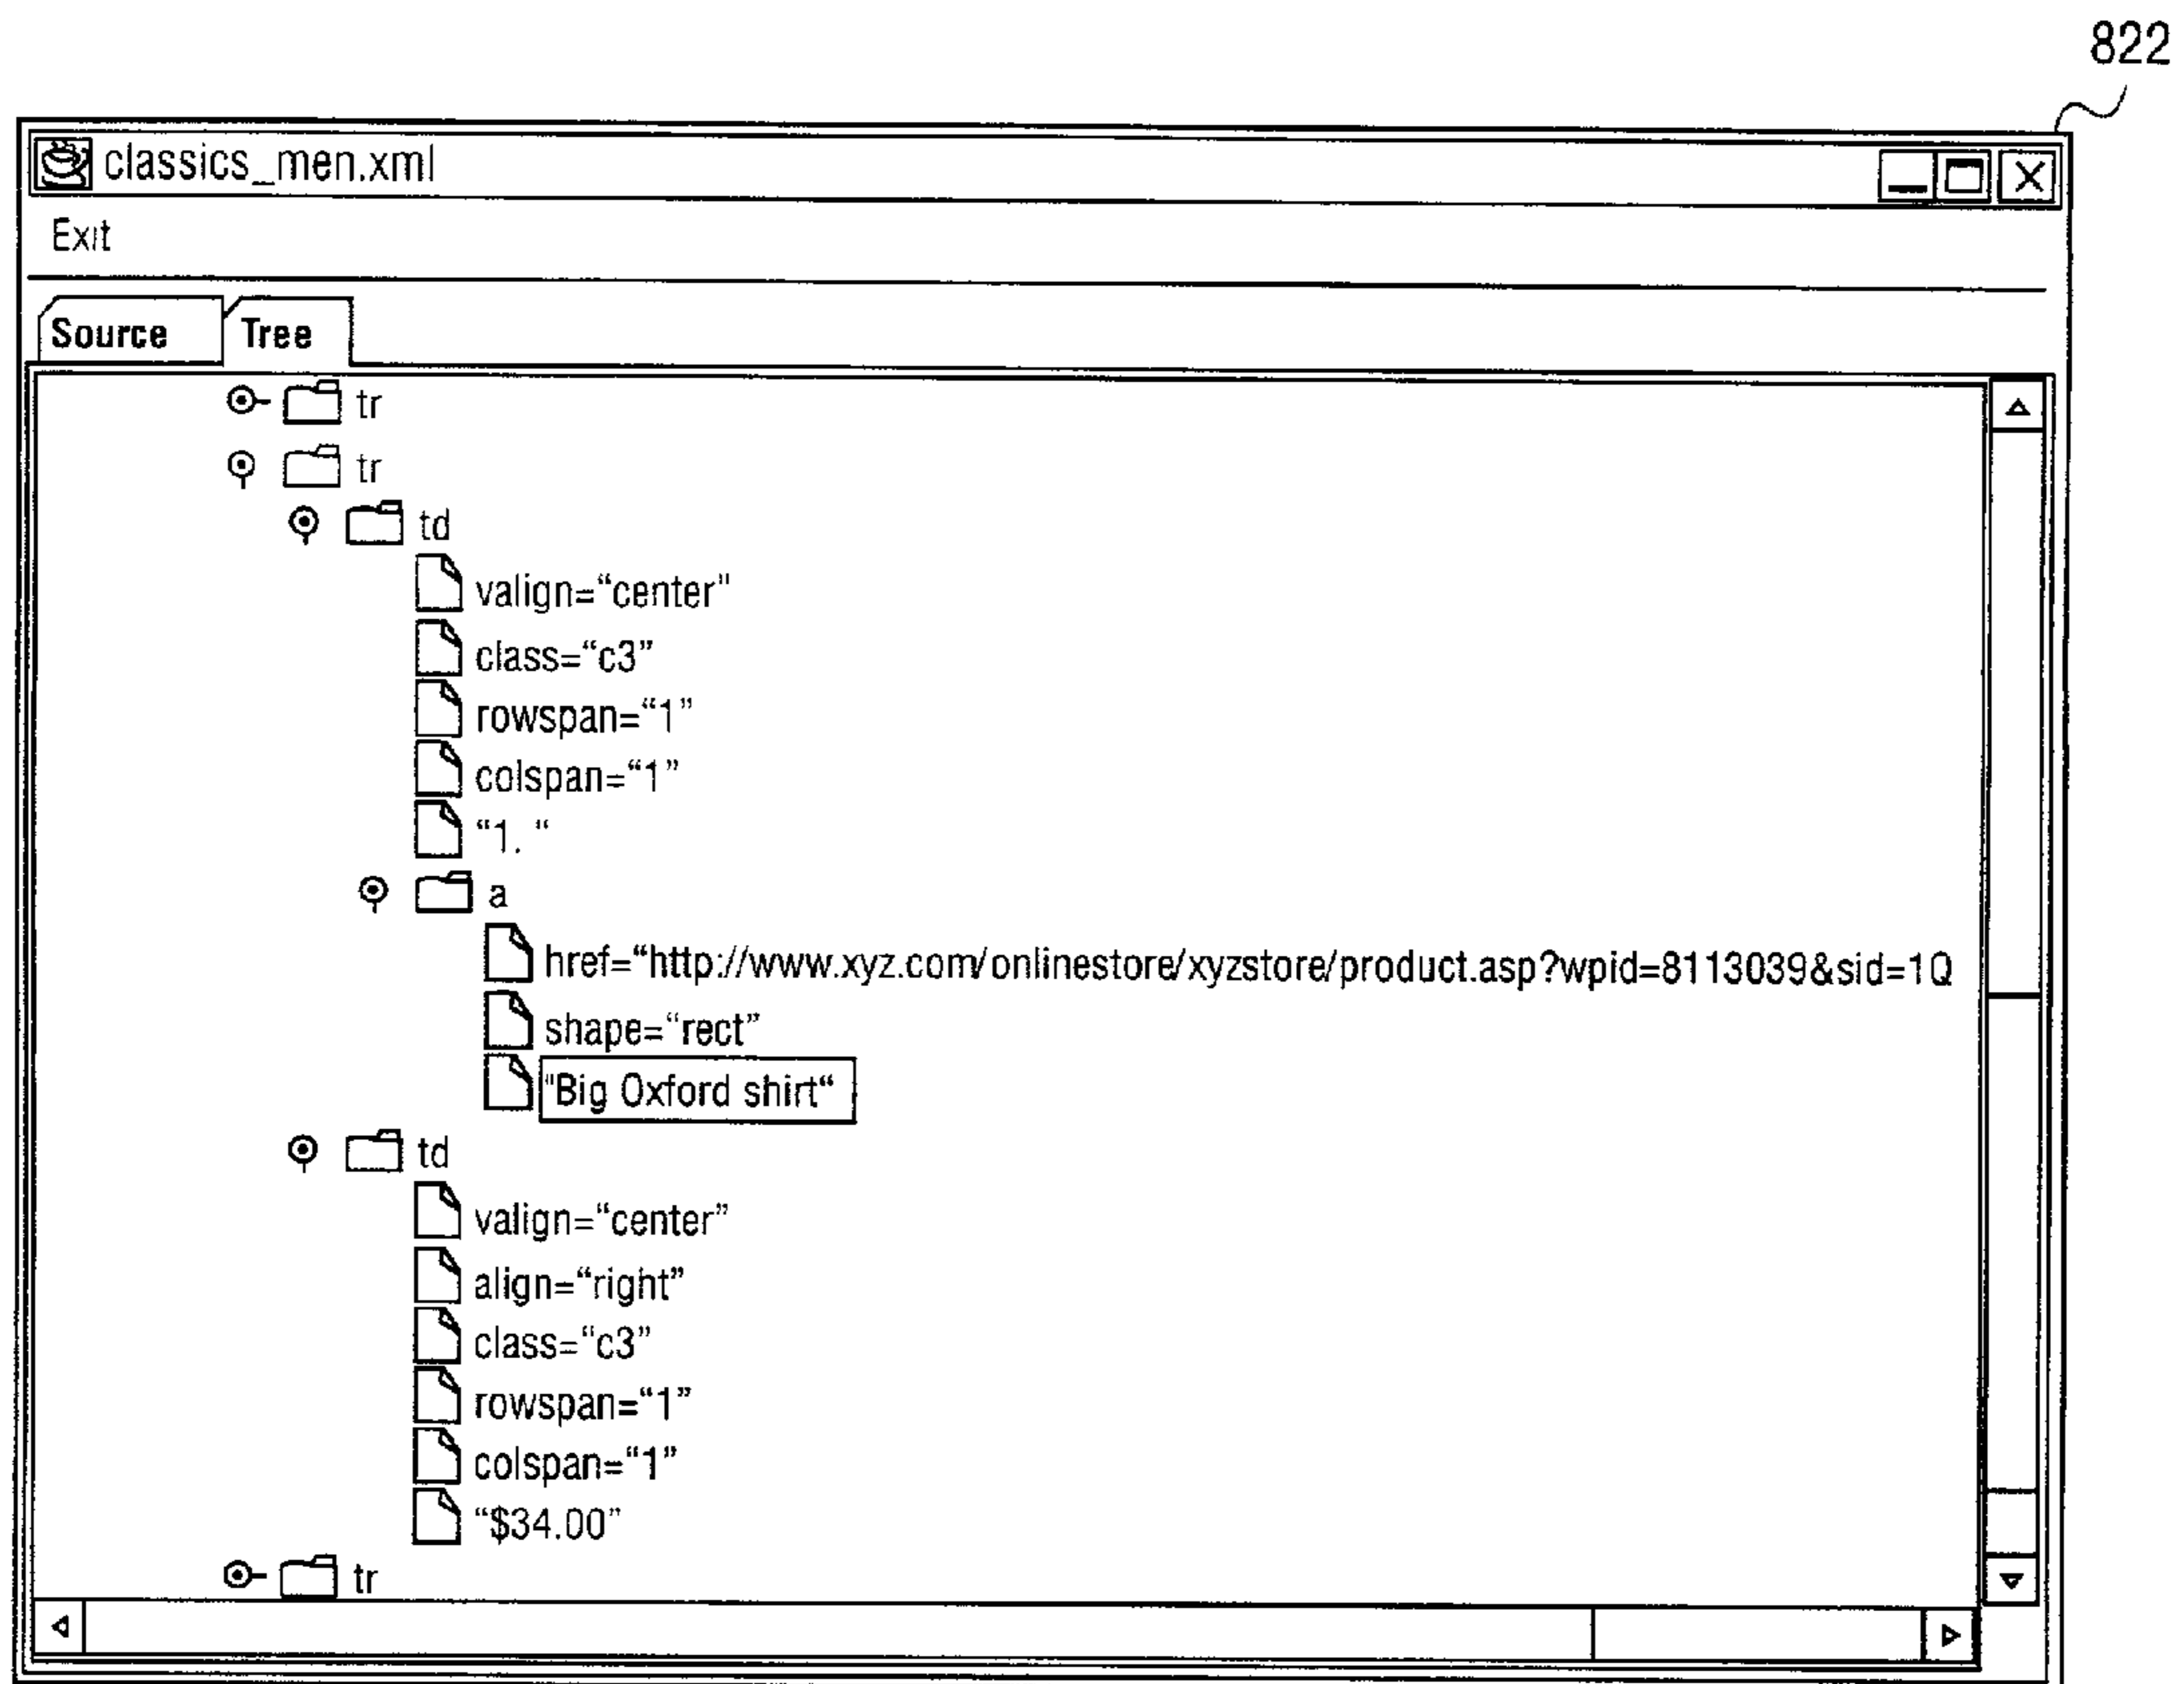 822
classics_men.xml
Exit
Source Tree
tr
tr
td
valign=“center"
class=“c3”
rowspan=“1”
colspan=“1”
“1. “
a
href=“http://www.xyz.com/onlinestore/xyzstore/product.asp?wpid=8113039&sid=1Q
shape=“rect”
"Big Oxford shirt“
td
valign=“center”
align=“right”
class=“c3”
rowspan=“1”
colspan=“1”
“$34.00”
tr